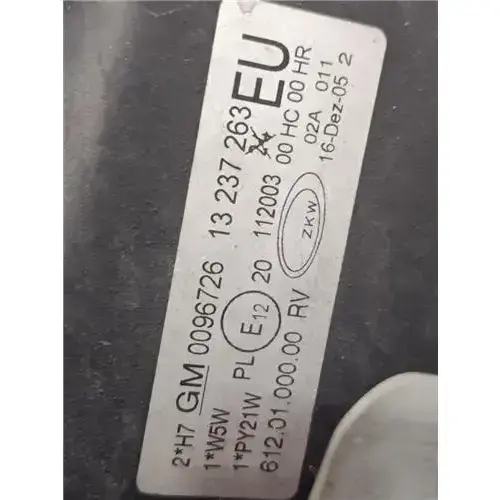 2*H7 GM 0096726 13 237 263 EU
1*W5W
1*PY21W PL E12 20 112003 00 HC 00 HR
612.01.000.00 RV ZKW 02A 011
16-Dez-05 2